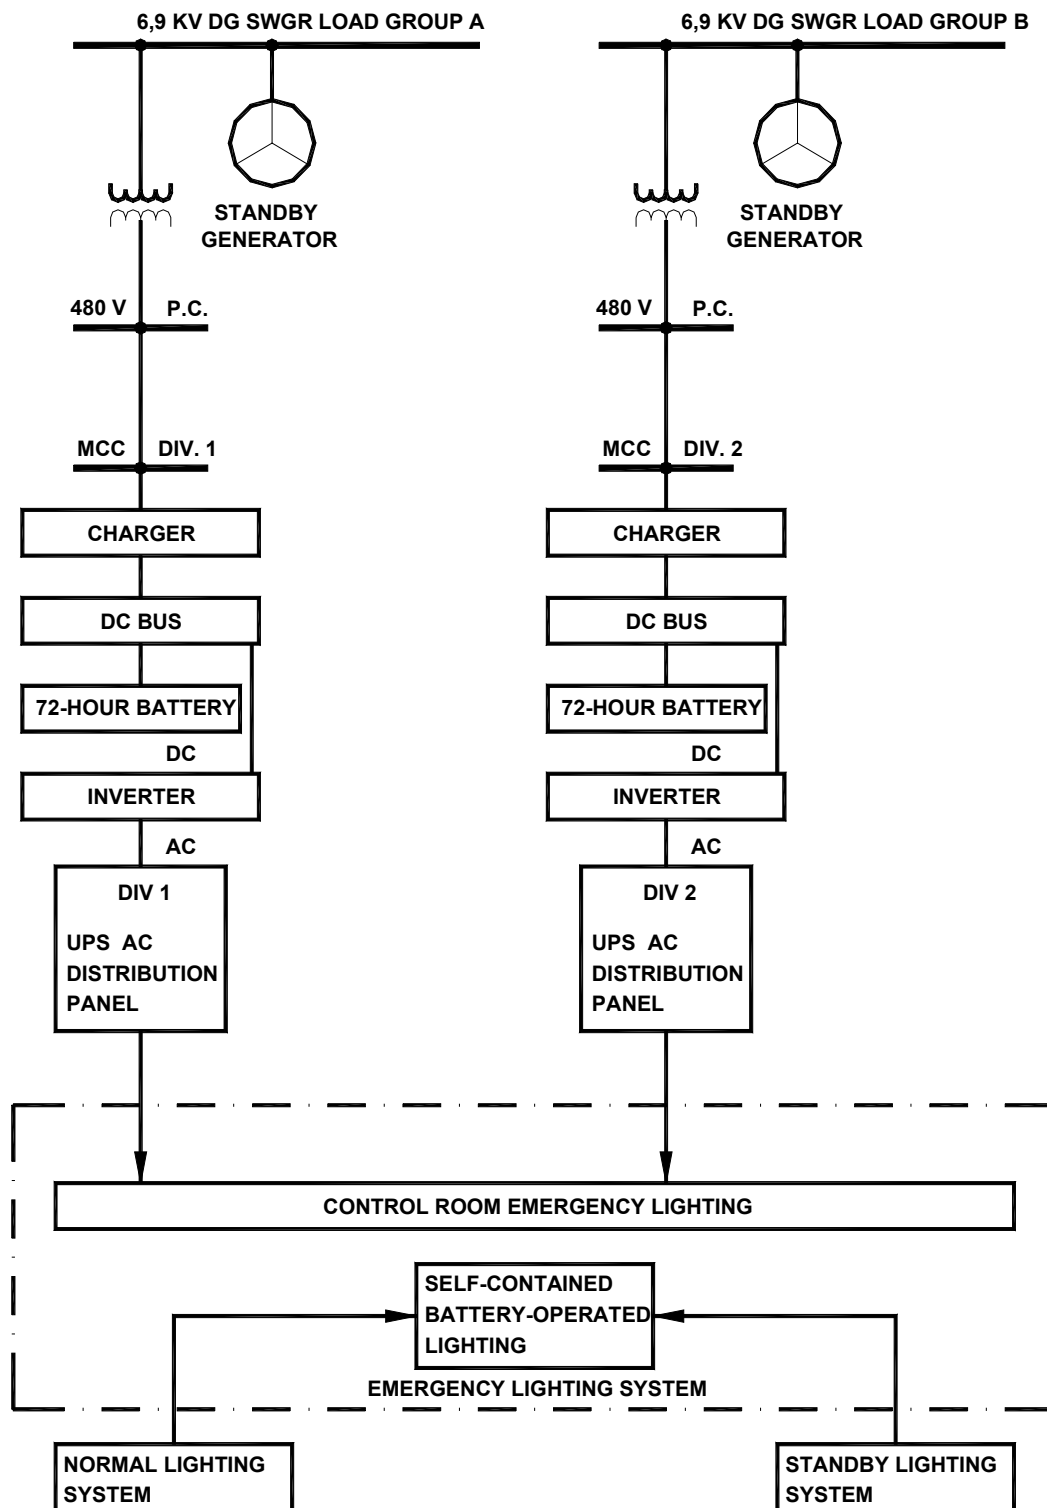 6,9 KV DG SWGR LOAD GROUP A
6,9 KV DG SWGR LOAD GROUP B
STANDBY
GENERATOR
STANDBY
GENERATOR
480 V P.C.
480 V P.C.
MCC DIV. 1
MCC DIV. 2
CHARGER
CHARGER
DC BUS
DC BUS
72-HOUR BATTERY
72-HOUR BATTERY
DC
DC
INVERTER
INVERTER
AC
AC
DIV 1
UPS AC
DISTRIBUTION
PANEL
DIV 2
UPS AC
DISTRIBUTION
PANEL
CONTROL ROOM EMERGENCY LIGHTING
SELF-CONTAINED
BATTERY-OPERATED
LIGHTING
EMERGENCY LIGHTING SYSTEM
NORMAL LIGHTING
SYSTEM
STANDBY LIGHTING
SYSTEM